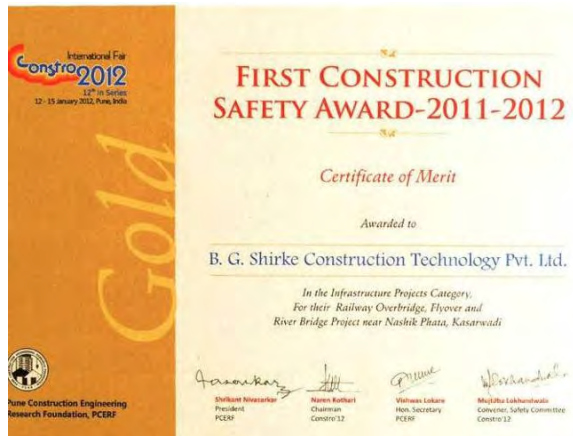 International Fair
Constro
2012
12th in Series
12 - 15 January 2012, Pune, India
Gold
Pune Construction Engineering
Research Foundation, PCERF
FIRST CONSTRUCTION
SAFETY AWARD-2011-2012
Certificate of Merit
Awarded to
B. G. Shirke Construction Technology Pvt. Ltd.
In the Infrastructure Projects Category,
For their Railway Overbridge, Flyover and
River Bridge Project near Nashik Phata, Kasarwadi
Shrikant Nivasarkar
President
PCERF
Naren Kothari
Chairman
Constro'12
Vishwas Lokare
Hon. Secretary
PCERF
Mujtaba Lokhandwala
Convener, Safety Committee
Constro'12